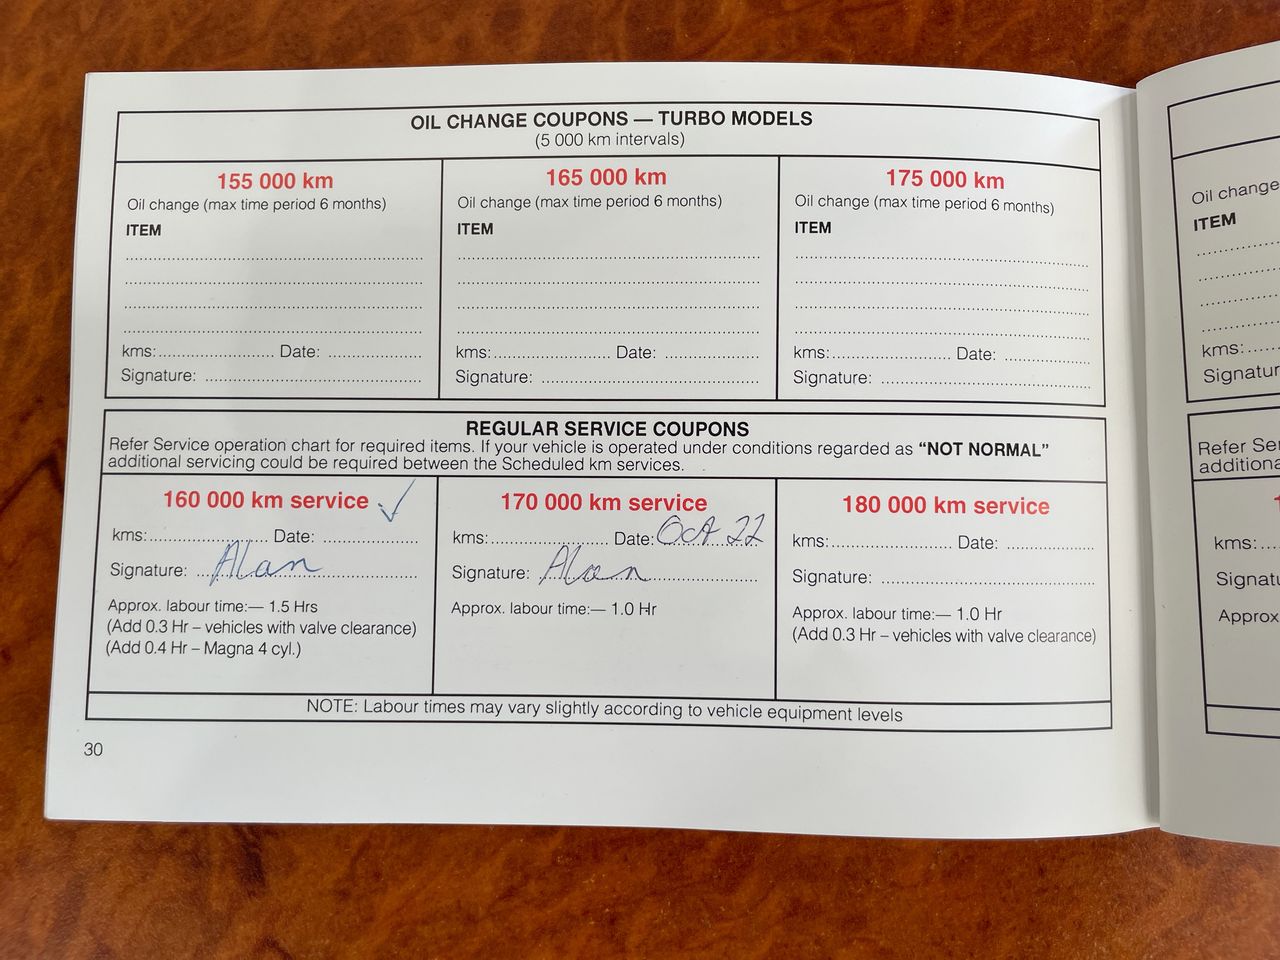 OIL CHANGE COUPONS — TURBO MODELS
(5 000 km intervals)
155 000 km
Oil change (max time period 6 months)
ITEM
kms: Date:
Signature:
165 000 km
Oil change (max time period 6 months)
ITEM
kms: Date:
Signature:
175 000 km
Oil change (max time period 6 months)
ITEM
kms: Date:
Signature:
REGULAR SERVICE COUPONS
Refer Service operation chart for required items. If your vehicle is operated under conditions regarded as “NOT NORMAL”
additional servicing could be required between the Scheduled km services.
160 000 km service ✓
kms: Date:
Signature: Alan
Approx. labour time:— 1.5 Hrs
(Add 0.3 Hr – vehicles with valve clearance)
(Add 0.4 Hr – Magna 4 cyl.)
170 000 km service
kms: Date: Oct 22
Signature: Alan
Approx. labour time:— 1.0 Hr
180 000 km service
kms: Date:
Signature:
Approx. labour time:— 1.0 Hr
(Add 0.3 Hr – vehicles with valve clearance)
NOTE: Labour times may vary slightly according to vehicle equipment levels
30
Oil change
ITEM
kms:
Refer
kms:
Approx